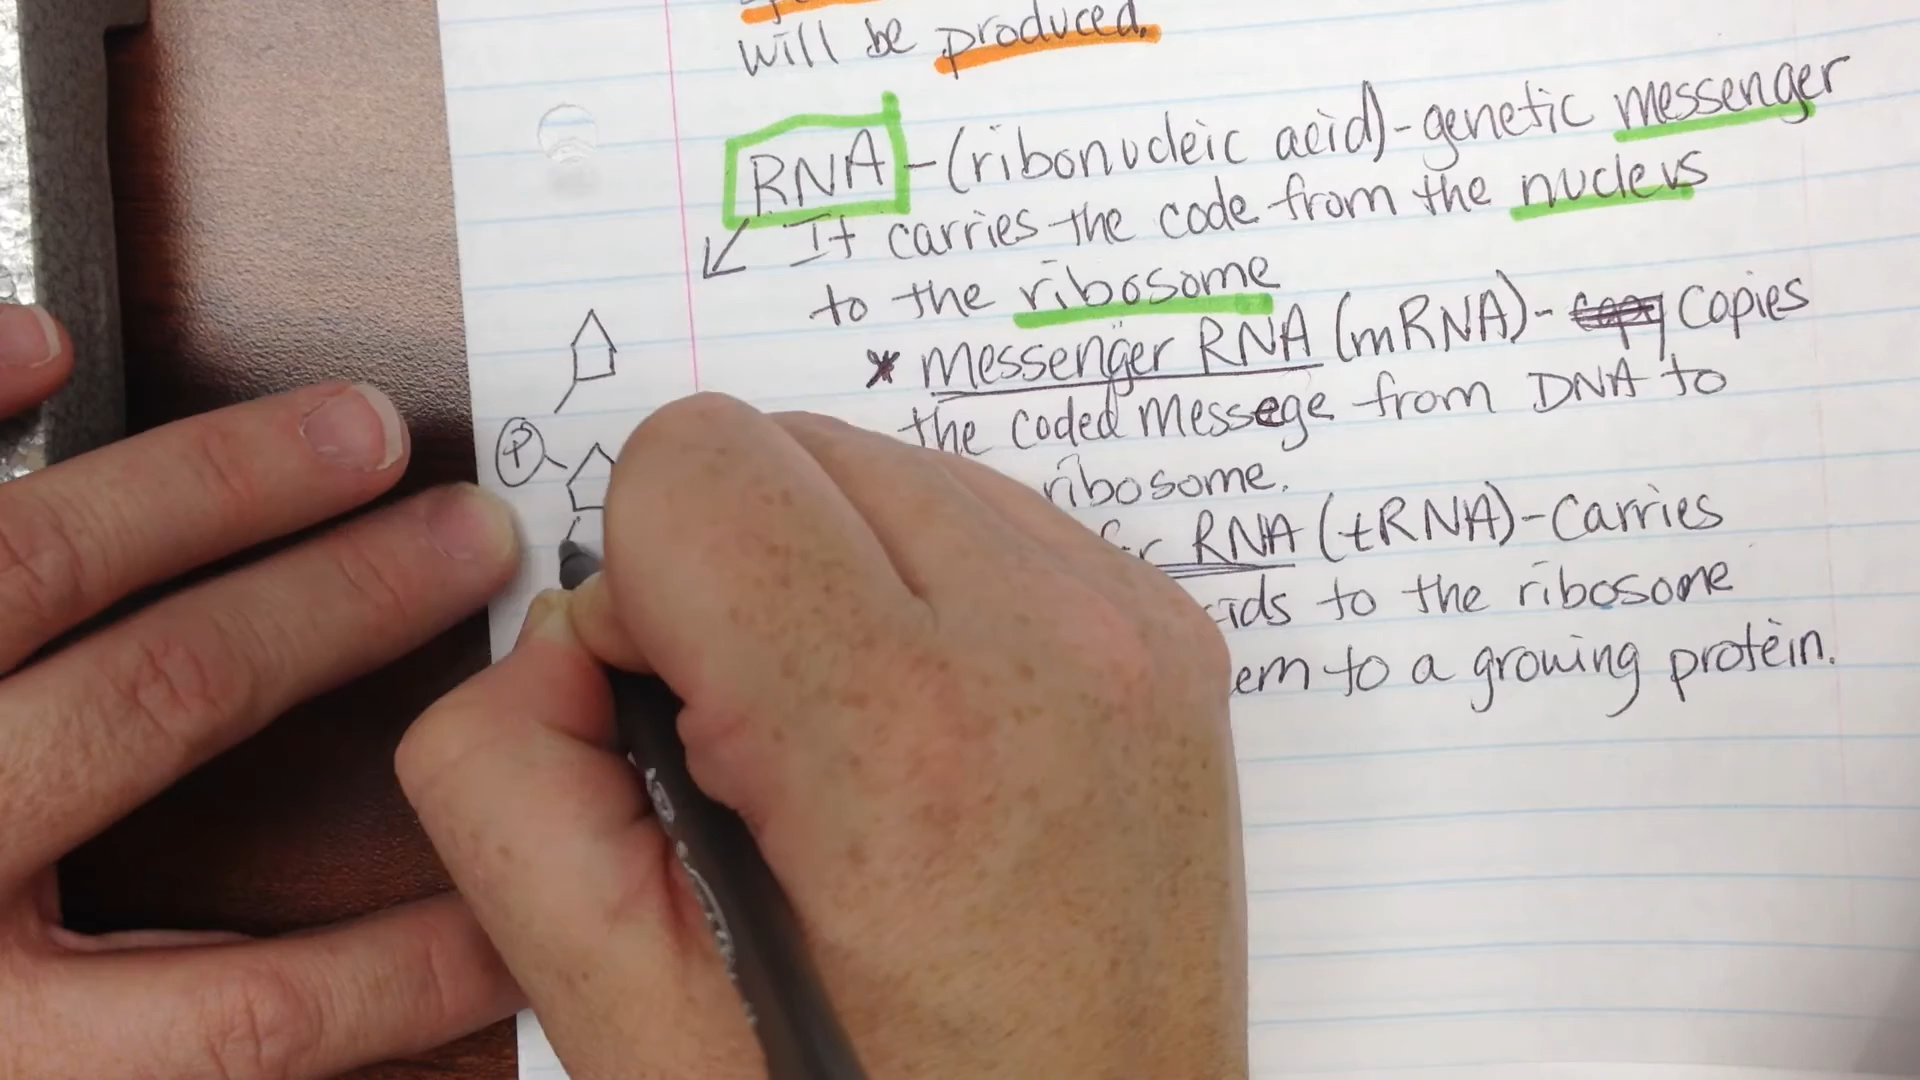 will be produced.
RNA-(ribonucleic acid)-genetic messenger
It carries the code from the nucleus
to the ribosome
* Messenger RNA (mRNA)- copies
the coded messege from DNA to
P
ribosome.
RNA (tRNA)-carries
to the ribosome
to a growing protein.